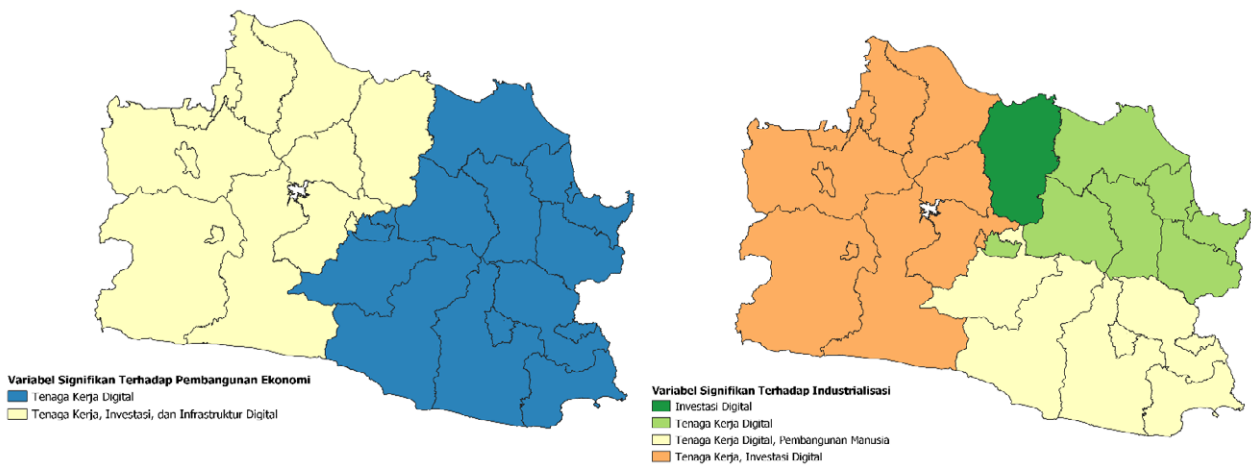 Variabel Signifikan Terhadap Pembangunan Ekonomi
Tenaga Kerja Digital
Tenaga Kerja, Investasi, dan Infrastruktur Digital
Variabel Signifikan Terhadap Industrialisasi
Investasi Digital
Tenaga Kerja Digital
Tenaga Kerja Digital, Pembangunan Manusia
Tenaga Kerja, Investasi Digital